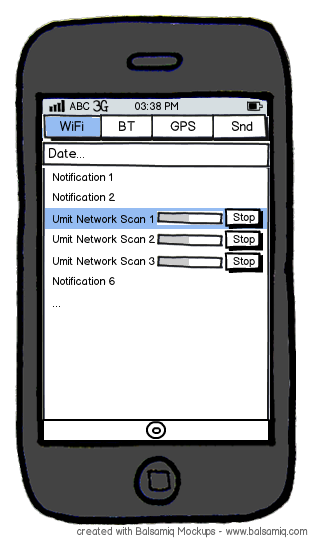 ABC 3G 03:38 PM
WiFi BT GPS Snd
Date...
Notification 1
Notification 2
Umit Network Scan 1 Stop
Umit Network Scan 2 Stop
Umit Network Scan 3 Stop
Notification 6
...
created with Balsamiq Mockups - www.balsamiq.com